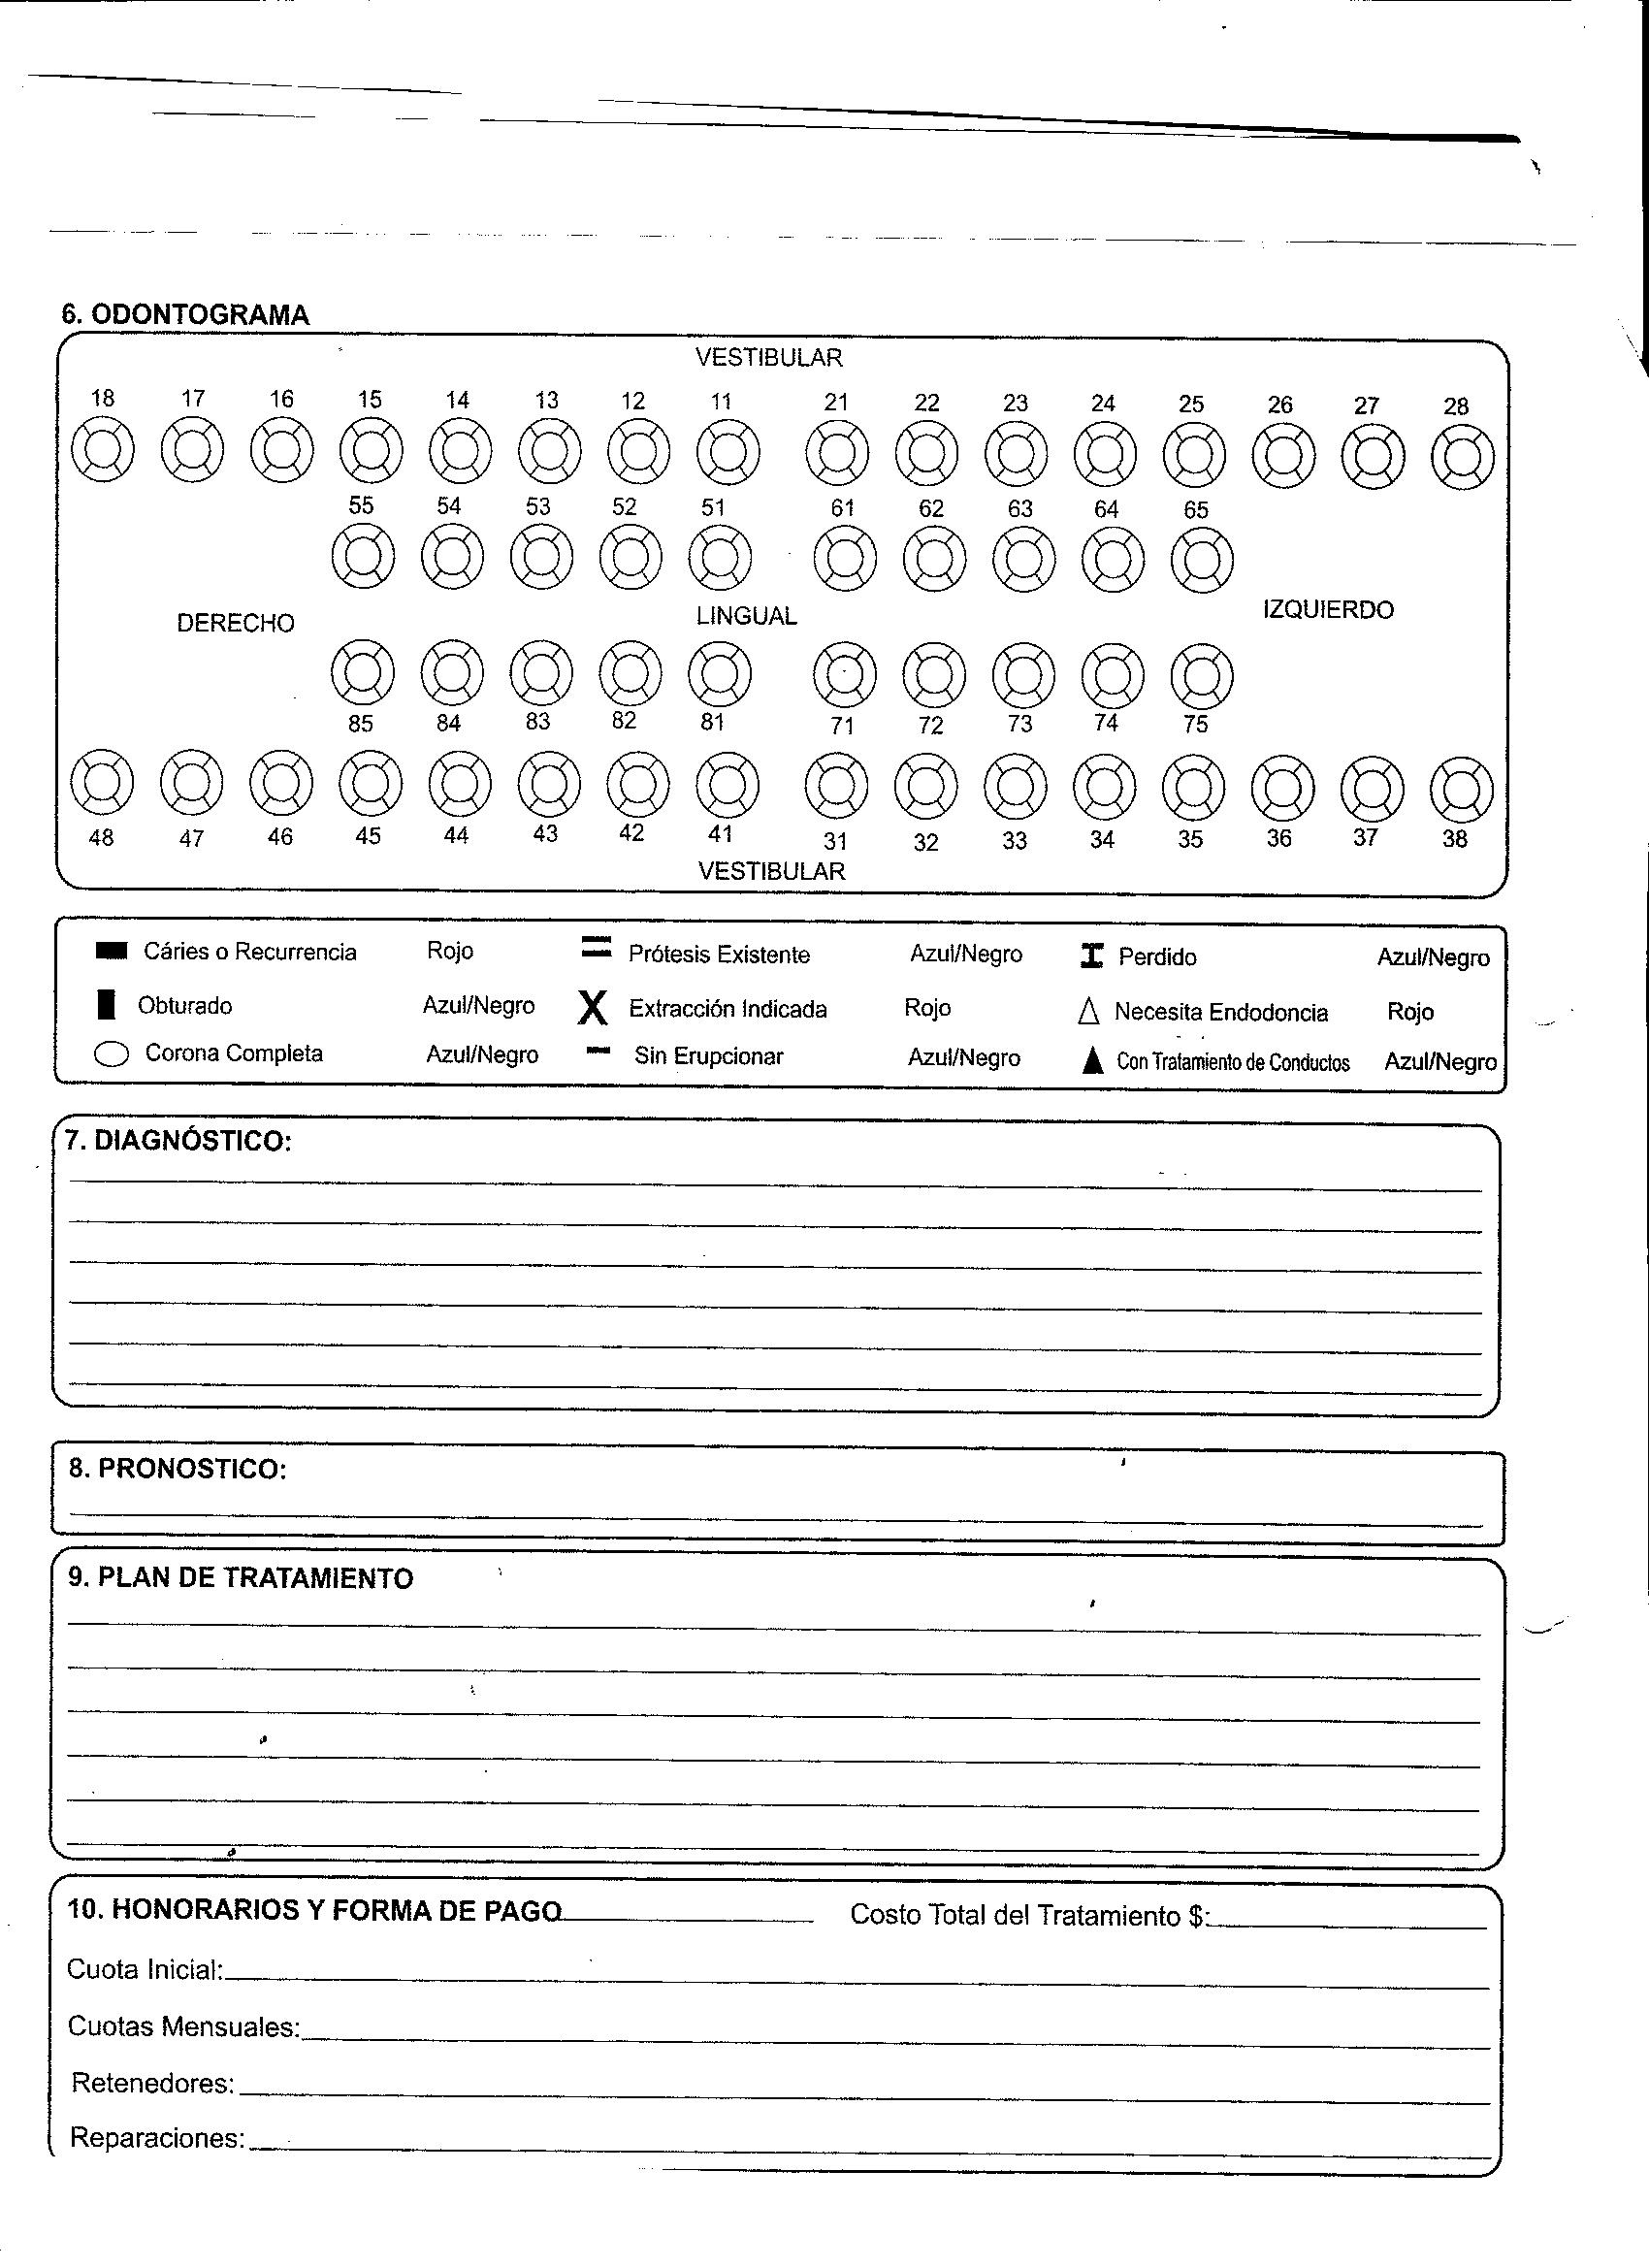 6. ODONTOGRAMA
VESTIBULAR
18 17 16 15 14 13 12 11 21 22 23 24 25 26 27 28
55 54 53 52 51 61 62 63 64 65
DERECHO LINGUAL IZQUIERDO
85 84 83 82 81 71 72 73 74 75
48 47 46 45 44 43 42 41 31 32 33 34 35 36 37 38
VESTIBULAR
Cáries o Recurrencia Rojo Prótesis Existente Azul/Negro Perdido Azul/Negro
Obturado Azul/Negro X Extracción Indicada Rojo Necesita Endodoncia Rojo
Corona Completa Azul/Negro Sin Erupcionar Azul/Negro Con Tratamiento de Conductos Azul/Negro
7. DIAGNÓSTICO:
8. PRONOSTICO:
9. PLAN DE TRATAMIENTO
10. HONORARIOS Y FORMA DE PAGO Costo Total del Tratamiento $:
Cuota Inicial:
Cuotas Mensuales:
Retenedores:
Reparaciones: